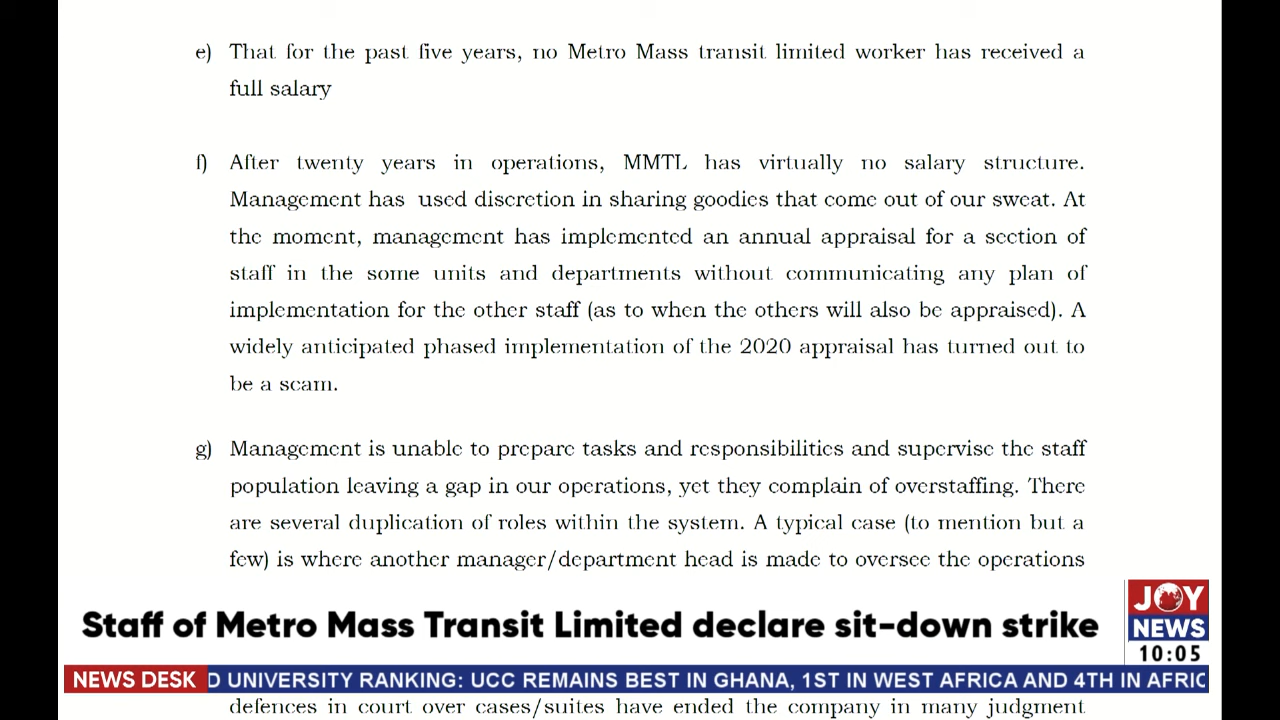 e) That for the past five years, no Metro Mass transit limited worker has received a
full salary
f) After twenty years in operations, MMTL has virtually no salary structure.
Management has used discretion in sharing goodies that come out of our sweat. At
the moment, management has implemented an annual appraisal for a section of
staff in the some units and departments without communicating any plan of
implementation for the other staff (as to when the others will also be appraised). A
widely anticipated phased implementation of the 2020 appraisal has turned out to
be a scam.
g) Management is unable to prepare tasks and responsibilities and supervise the staff
population leaving a gap in our operations, yet they complain of overstaffing. There
are several duplication of roles within the system. A typical case (to mention but a
few) is where another manager/department head is made to oversee the operations
Staff of Metro Mass Transit Limited declare sit-down strike
JOY
NEWS
10:05
NEWS DESK D UNIVERSITY RANKING: UCC REMAINS BEST IN GHANA, 1ST IN WEST AFRICA AND 4TH IN AFRIC
defences in court over cases/suites have ended the company in many judgment